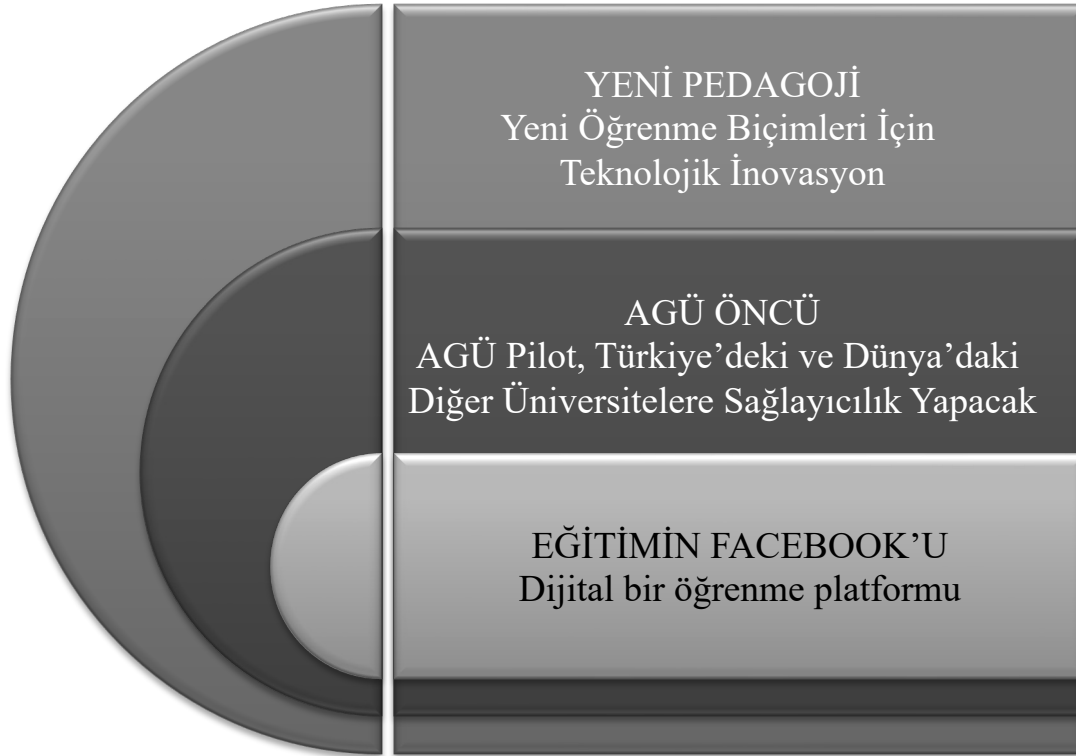 YENİ PEDAGOJİ
Yeni Öğrenme Biçimleri İçin
Teknolojik İnovasyon
AGÜ ÖNCÜ
AGÜ Pilot, Türkiye’deki ve Dünya’daki
Diğer Üniversitelere Sağlayıcılık Yapacak
EĞİTİMİN FACEBOOK’U
Dijital bir öğrenme platformu